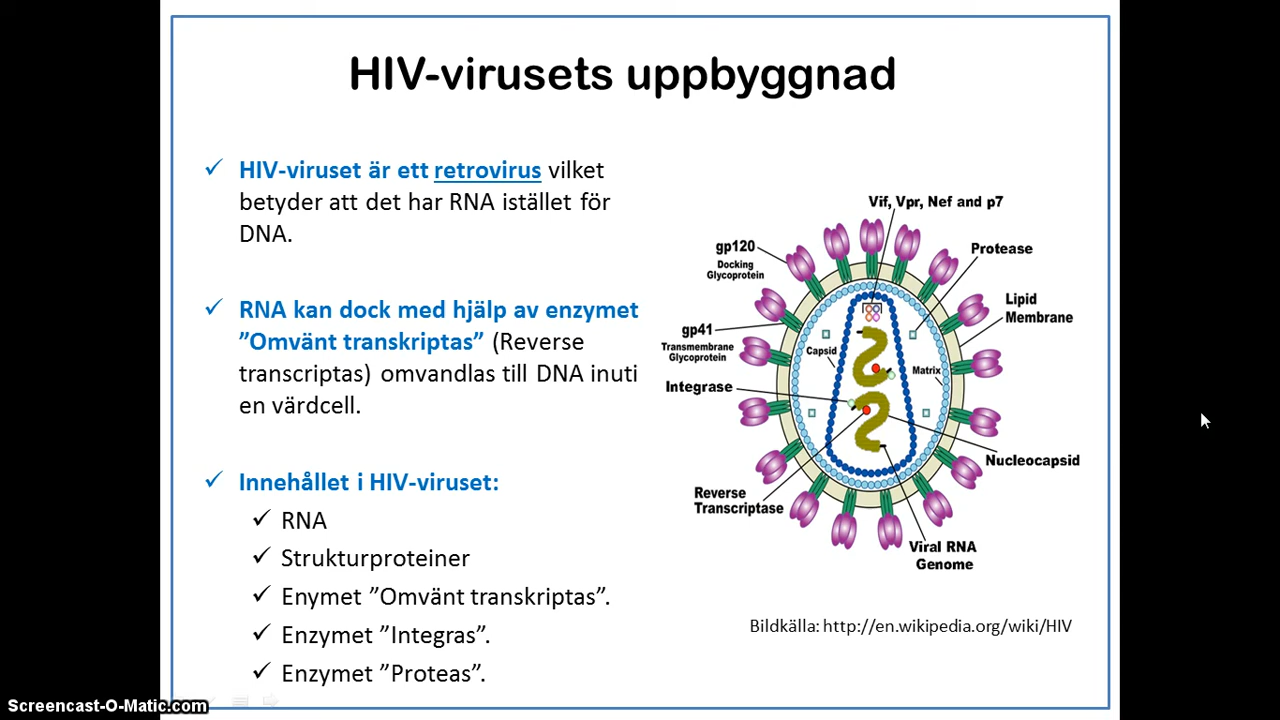 HIV-virusets uppbyggnad
✓ HIV-viruset är ett retrovirus vilket
betyder att det har RNA istället för
DNA.
✓ RNA kan dock med hjälp av enzymet
”Omvänt transkriptas” (Reverse
transcriptas) omvandlas till DNA inuti
en värdcell.
✓ Innehållet i HIV-viruset:
✓ RNA
✓ Strukturproteiner
✓ Enymet ”Omvänt transkriptas”.
✓ Enzymet ”Integras”.
✓ Enzymet ”Proteas”.
Vif, Vpr, Nef and p7
gp120
Docking
Glycoprotein
Protease
Lipid
Membrane
gp41
Transmembrane
Glycoprotein
Capsid
Matrix
Integrase
Nucleocapsid
Reverse
Transcriptase
Viral RNA
Genome
Bildkälla: http://en.wikipedia.org/wiki/HIV
Screencast-O-Matic.com